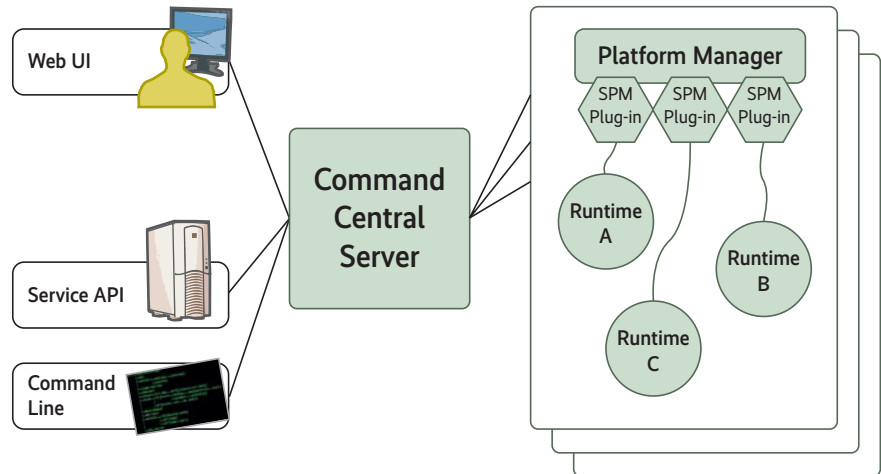 Web UI
Service API
Command
Line
Command
Central
Server
Platform Manager
SPM
Plug-in
SPM
Plug-in
SPM
Plug-in
Runtime
A
Runtime
B
Runtime
C